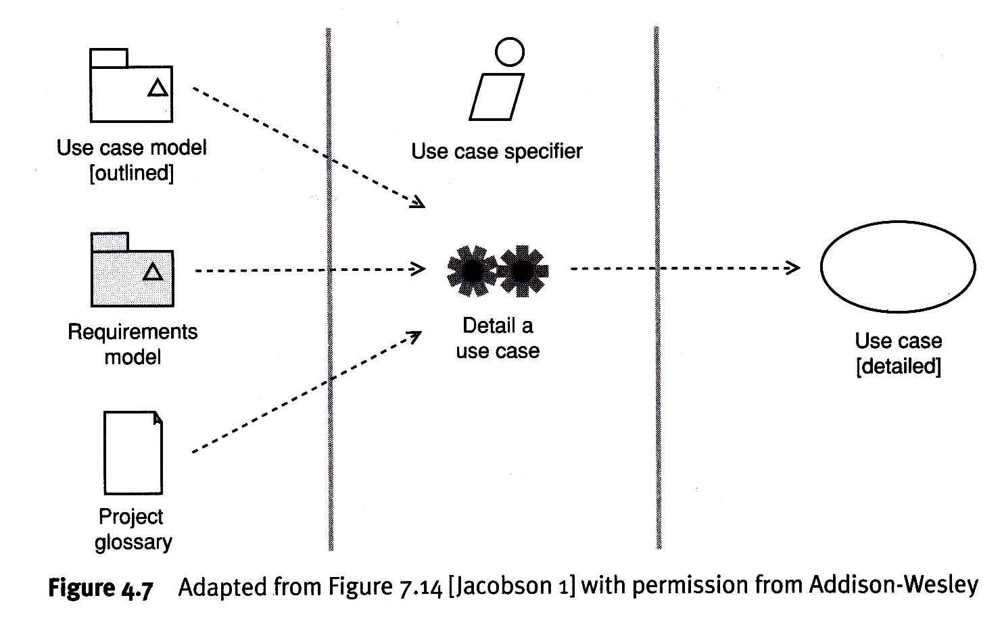 Use case model
[outlined]
Use case specifier
Requirements
model
Detail a
use case
Use case
[detailed]
Project
glossary
Figure 4.7 Adapted from Figure 7.14 [Jacobson 1] with permission from Addison-Wesley